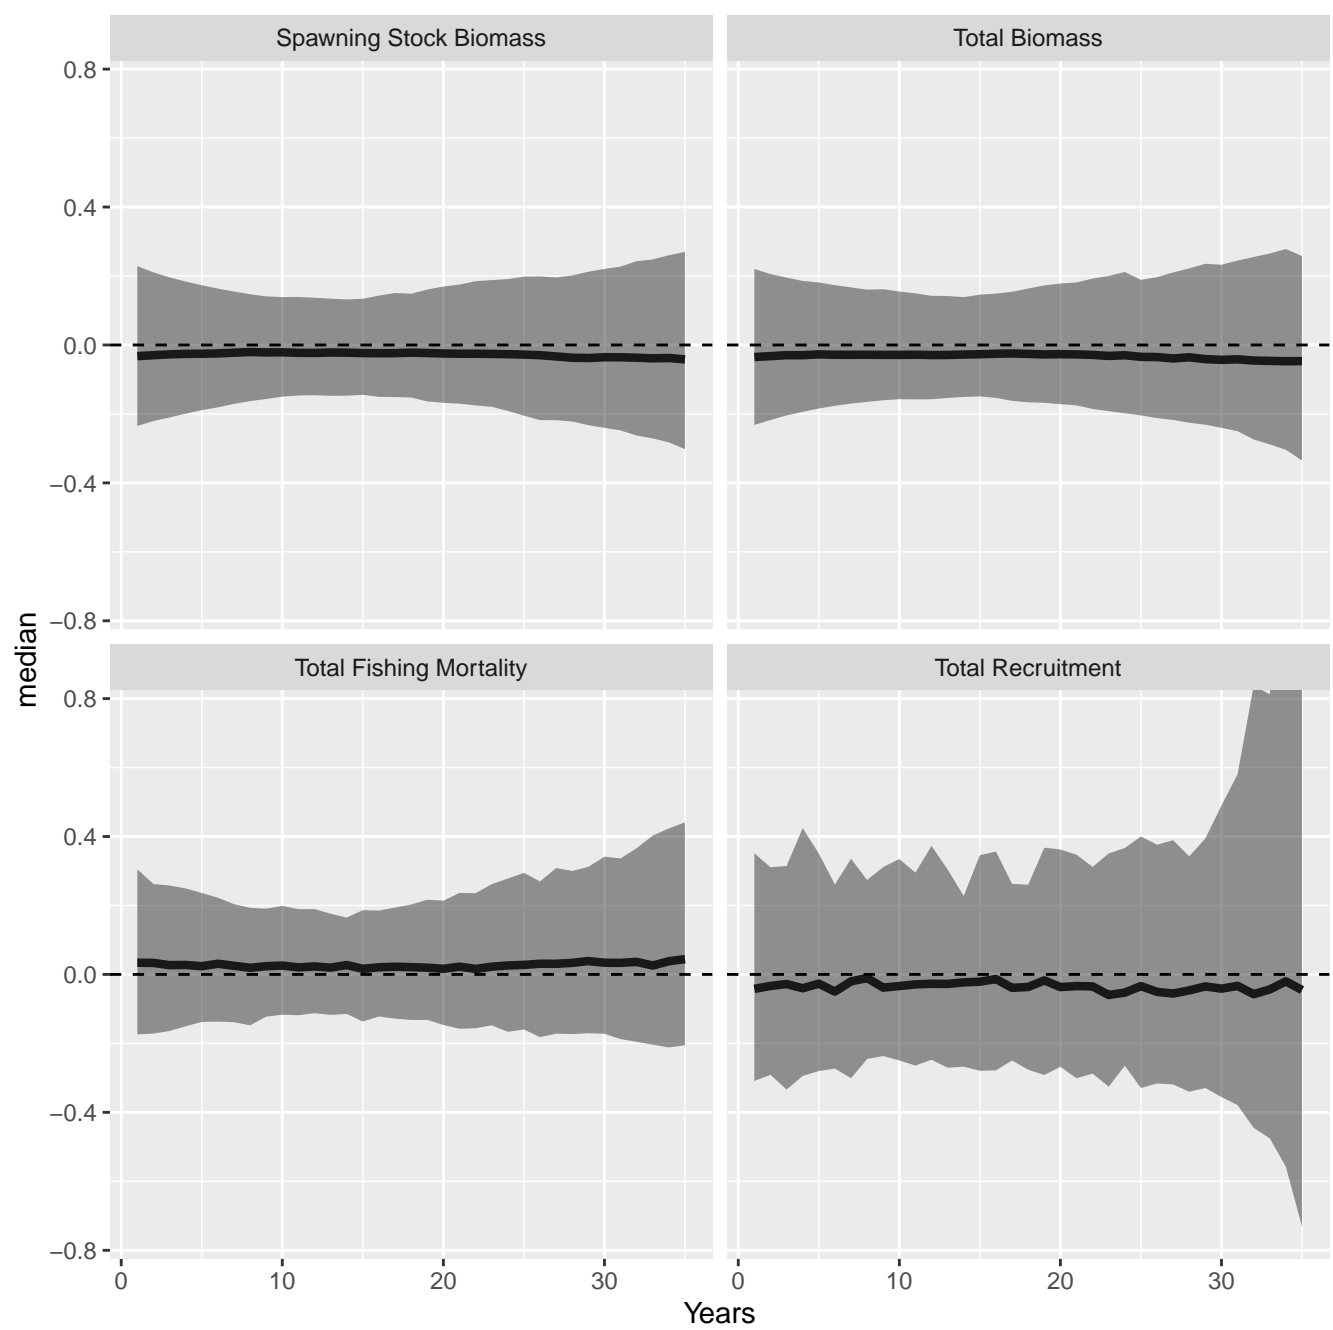 Spawning Stock Biomass
Total Biomass
0.8
0.4
0.0
−0.4
−0.8
median
Total Fishing Mortality
Total Recruitment
0.8
0.4
0.0
−0.4
−0.8
0 10 20 30
0 10 20 30
Years